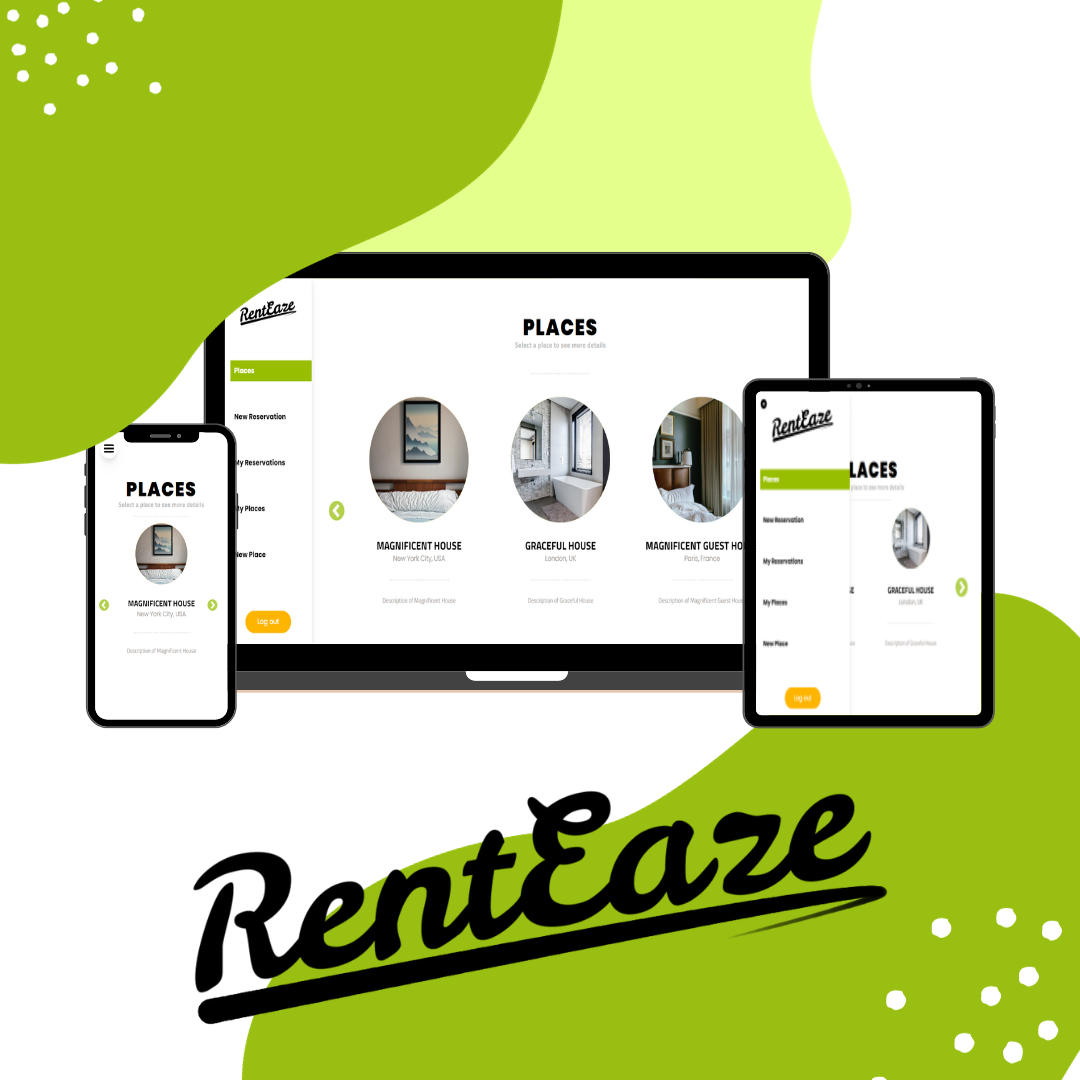 RentEaze
Places
New Reservation
My Reservations
My Places
New Place
Log out
PLACES
Select a place to see more details
MAGNIFICENT HOUSE
New York City, USA
Description of Magnificent House
GRACEFUL HOUSE
London, UK
Description of Graceful House
MAGNIFICENT GUEST HO
Paris, France
Description of Magnificent Guest Hous
PLACES
Select a place to see more details
MAGNIFICENT HOUSE
New York City, USA
Description of Magnificent House
RentEaze
Places
New Reservation
My Reservations
My Places
New Place
Log out
LACES
place to see more details
GRACEFUL HOUSE
London, UK
Description of Graceful House
RentEaze